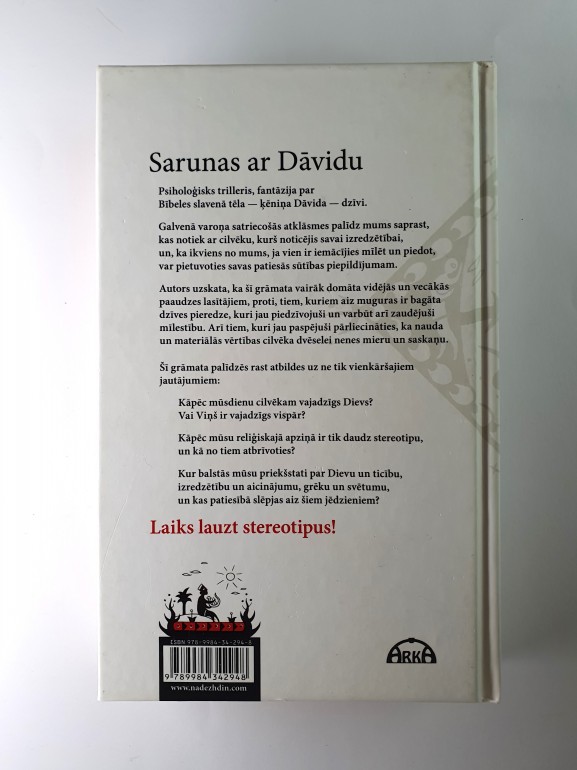 Sarunas ar Dāvidu
Psiholoģisks trilleris, fantāzija par
Bībeles slavenā tēla — ķēniņa Dāvida — dzīvi.
Galvenā varoņa satriecošās atklāsmes palīdz mums saprast,
kas notiek ar cilvēku, kurš noticējis savai izredzētībai,
un, ka ikviens no mums, ja vien ir iemācījies mīlēt un piedot,
var pietuvoties savas patiesās sūtības piepildījumam.
Autors uzskata, ka šī grāmata vairāk domāta vidējās un vecākās
paaudzes lasītājiem, proti, tiem, kuriem aiz muguras ir bagāta
dzīves pieredze, kuri jau piedzīvojuši un varbūt arī zaudējuši
mīlestību. Arī tiem, kuri jau paspējuši pārliecināties, ka nauda
un materiālās vērtības cilvēka dvēselei nenes mieru un saskaņu.
Šī grāmata palīdzēs rast atbildes uz ne tik vienkāršajiem
jautājumiem:
Kāpēc mūsdienu cilvēkam vajadzīgs Dievs?
Vai Viņš ir vajadzīgs vispār?
Kāpēc mūsu reliģiskajā apziņā ir tik daudz stereotipu,
un kā no tiem atbrīvoties?
Kur balstās mūsu priekšstati par Dievu un ticību,
izredzētību un aicinājumu, grēku un svētumu,
un kas patiesībā slēpjas aiz šiem jēdzieniem?
Laiks lauzt stereotipus!
ISBN 978-9984-34-294-8
9789984342948
www.nadezhdin.com
ARKA